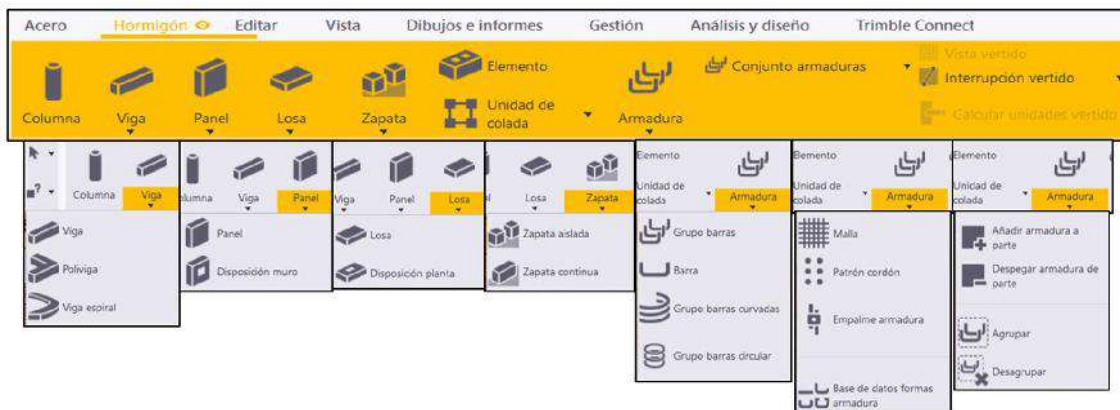 Acero Hormigón Editar Vista Dibujos e informes Gestión Análisis y diseño Trimble Connect
Columna Viga Panel Losa Zapata Elemento Unidad de colada Armadura Conjunto armaduras Vista vertido Interrupción vertido Calcular unidades vertido
Columna Viga
Viga
Poliviga
Viga espiral
lumna Viga Panel
Panel
Disposición muro
Viga Panel Losa
Losa
Disposición planta
Losa Zapata
Zapata aislada
Zapata continua
Elemento
Unidad de
colada
Armadura
Grupo barras
Barra
Grupo barras curvadas
Grupo barras circular
Elemento
Unidad de
colada
Armadura
Malla
Patrón cordón
Empalme armadura
Base de datos formas
armadura
Elemento
Unidad de
colada
Armadura
Añadir armadura a
parte
Despegar armadura de
parte
Agrupar
Desagrupar